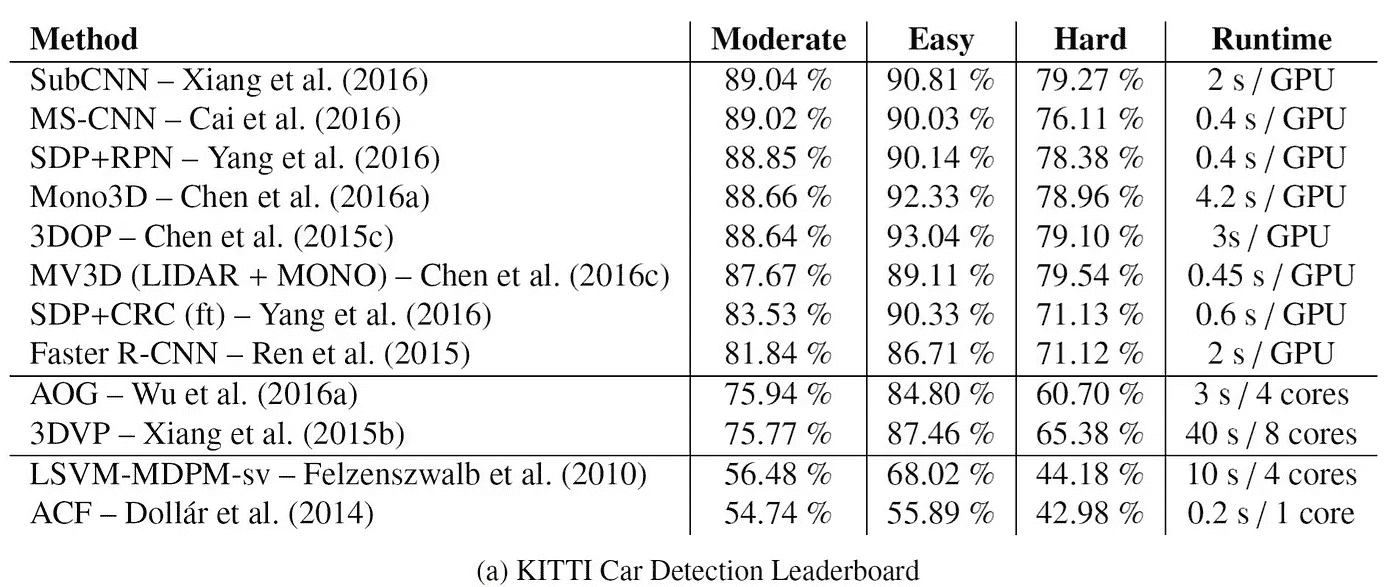 Method Moderate Easy Hard Runtime
SubCNN – Xiang et al. (2016) 89.04 % 90.81 % 79.27 % 2 s / GPU
MS-CNN – Cai et al. (2016) 89.02 % 90.03 % 76.11 % 0.4 s / GPU
SDP+RPN – Yang et al. (2016) 88.85 % 90.14 % 78.38 % 0.4 s / GPU
Mono3D – Chen et al. (2016a) 88.66 % 92.33 % 78.96 % 4.2 s / GPU
3DOP – Chen et al. (2015c) 88.64 % 93.04 % 79.10 % 3s / GPU
MV3D (LIDAR + MONO) – Chen et al. (2016c) 87.67 % 89.11 % 79.54 % 0.45 s / GPU
SDP+CRC (ft) – Yang et al. (2016) 83.53 % 90.33 % 71.13 % 0.6 s / GPU
Faster R-CNN – Ren et al. (2015) 81.84 % 86.71 % 71.12 % 2 s / GPU
AOG – Wu et al. (2016a) 75.94 % 84.80 % 60.70 % 3 s / 4 cores
3DVP – Xiang et al. (2015b) 75.77 % 87.46 % 65.38 % 40 s / 8 cores
LSVM-MDPM-sv – Felzenszwalb et al. (2010) 56.48 % 68.02 % 44.18 % 10 s / 4 cores
ACF – Dollár et al. (2014) 54.74 % 55.89 % 42.98 % 0.2 s / 1 core
(a) KITTI Car Detection Leaderboard